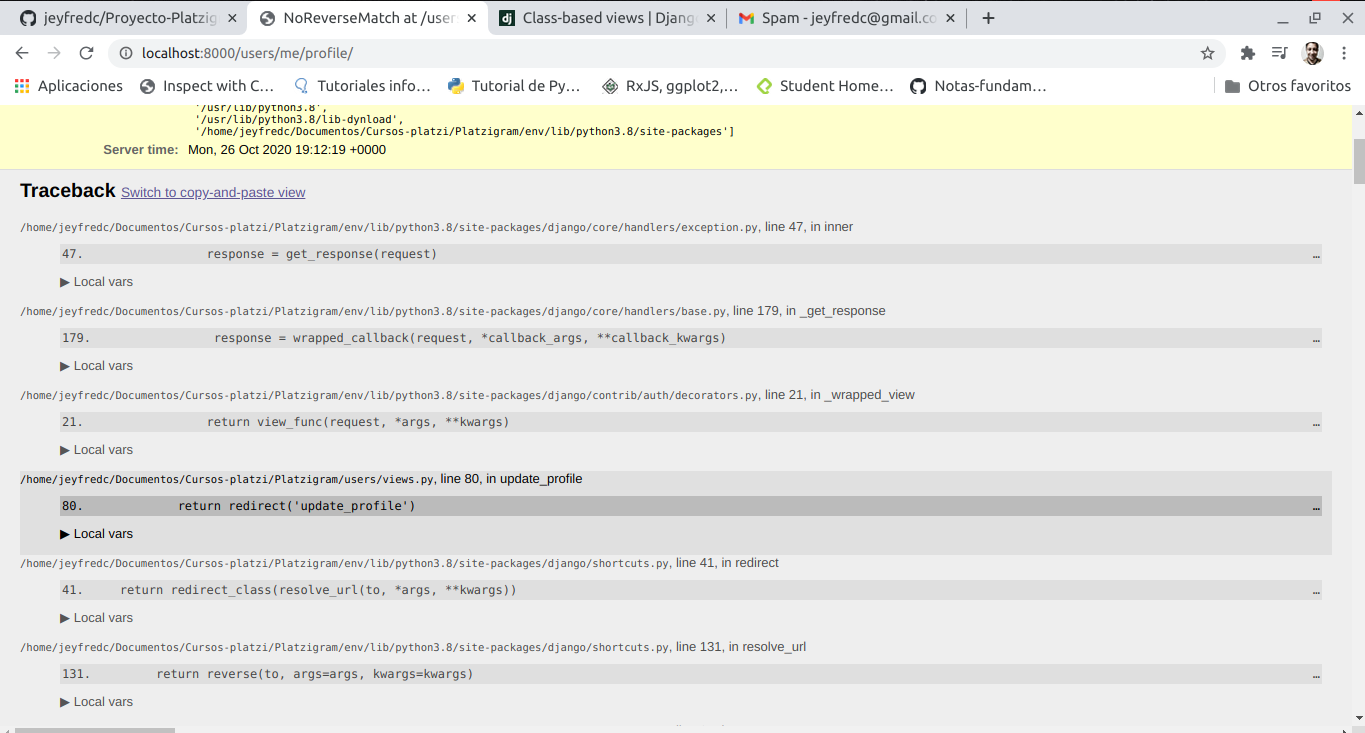 jeyfredc/Proyecto-Platzig
NoReverseMatch at /user
Class-based views | Djang
Spam - jeyfredc@gmail.co
localhost:8000/users/me/profile/
Aplicaciones
Inspect with C...
Tutoriales info...
Tutorial de Py...
RxJS, ggplot2,...
Student Home...
Notas-fundam...
Otros favoritos
'/usr/lib/python3.8',
'/usr/lib/python3.8/lib-dynload',
'/home/jeyfredc/Documentos/Cursos-platzi/Platzigram/env/lib/python3.8/site-packages']
Server time: Mon, 26 Oct 2020 19:12:19 +0000
Traceback Switch to copy-and-paste view
/home/jeyfredc/Documentos/Cursos-platzi/Platzigram/env/lib/python3.8/site-packages/django/core/handlers/exception.py, line 47, in inner
47. response = get_response(request) …
▶ Local vars
/home/jeyfredc/Documentos/Cursos-platzi/Platzigram/env/lib/python3.8/site-packages/django/core/handlers/base.py, line 179, in _get_response
179. response = wrapped_callback(request, *callback_args, **callback_kwargs) …
▶ Local vars
/home/jeyfredc/Documentos/Cursos-platzi/Platzigram/env/lib/python3.8/site-packages/django/contrib/auth/decorators.py, line 21, in _wrapped_view
21. return view_func(request, *args, **kwargs) …
▶ Local vars
/home/jeyfredc/Documentos/Cursos-platzi/Platzigram/users/views.py, line 80, in update_profile
80. return redirect('update_profile') …
▶ Local vars
/home/jeyfredc/Documentos/Cursos-platzi/Platzigram/env/lib/python3.8/site-packages/django/shortcuts.py, line 41, in redirect
41. return redirect_class(resolve_url(to, *args, **kwargs)) …
▶ Local vars
/home/jeyfredc/Documentos/Cursos-platzi/Platzigram/env/lib/python3.8/site-packages/django/shortcuts.py, line 131, in resolve_url
131. return reverse(to, args=args, kwargs=kwargs) …
▶ Local vars